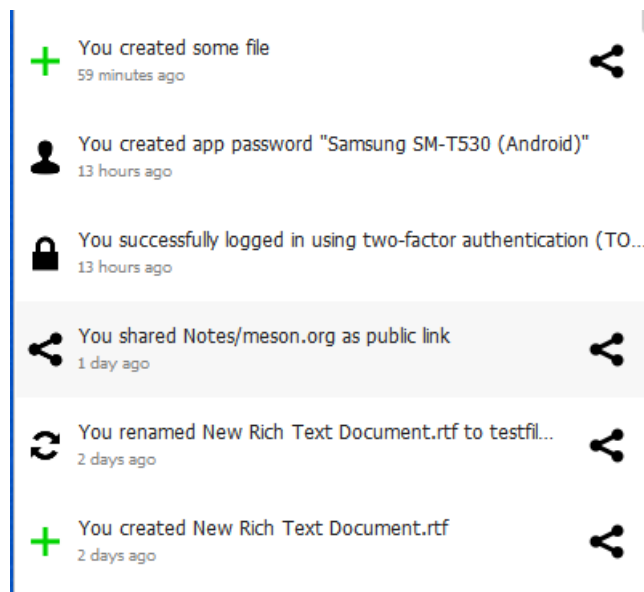 You created some file
59 minutes ago
You created app password "Samsung SM-T530 (Android)"
13 hours ago
You successfully logged in using two-factor authentication (TO...
13 hours ago
You shared Notes/meson.org as public link
1 day ago
You renamed New Rich Text Document.rtf to testfil...
2 days ago
You created New Rich Text Document.rtf
2 days ago